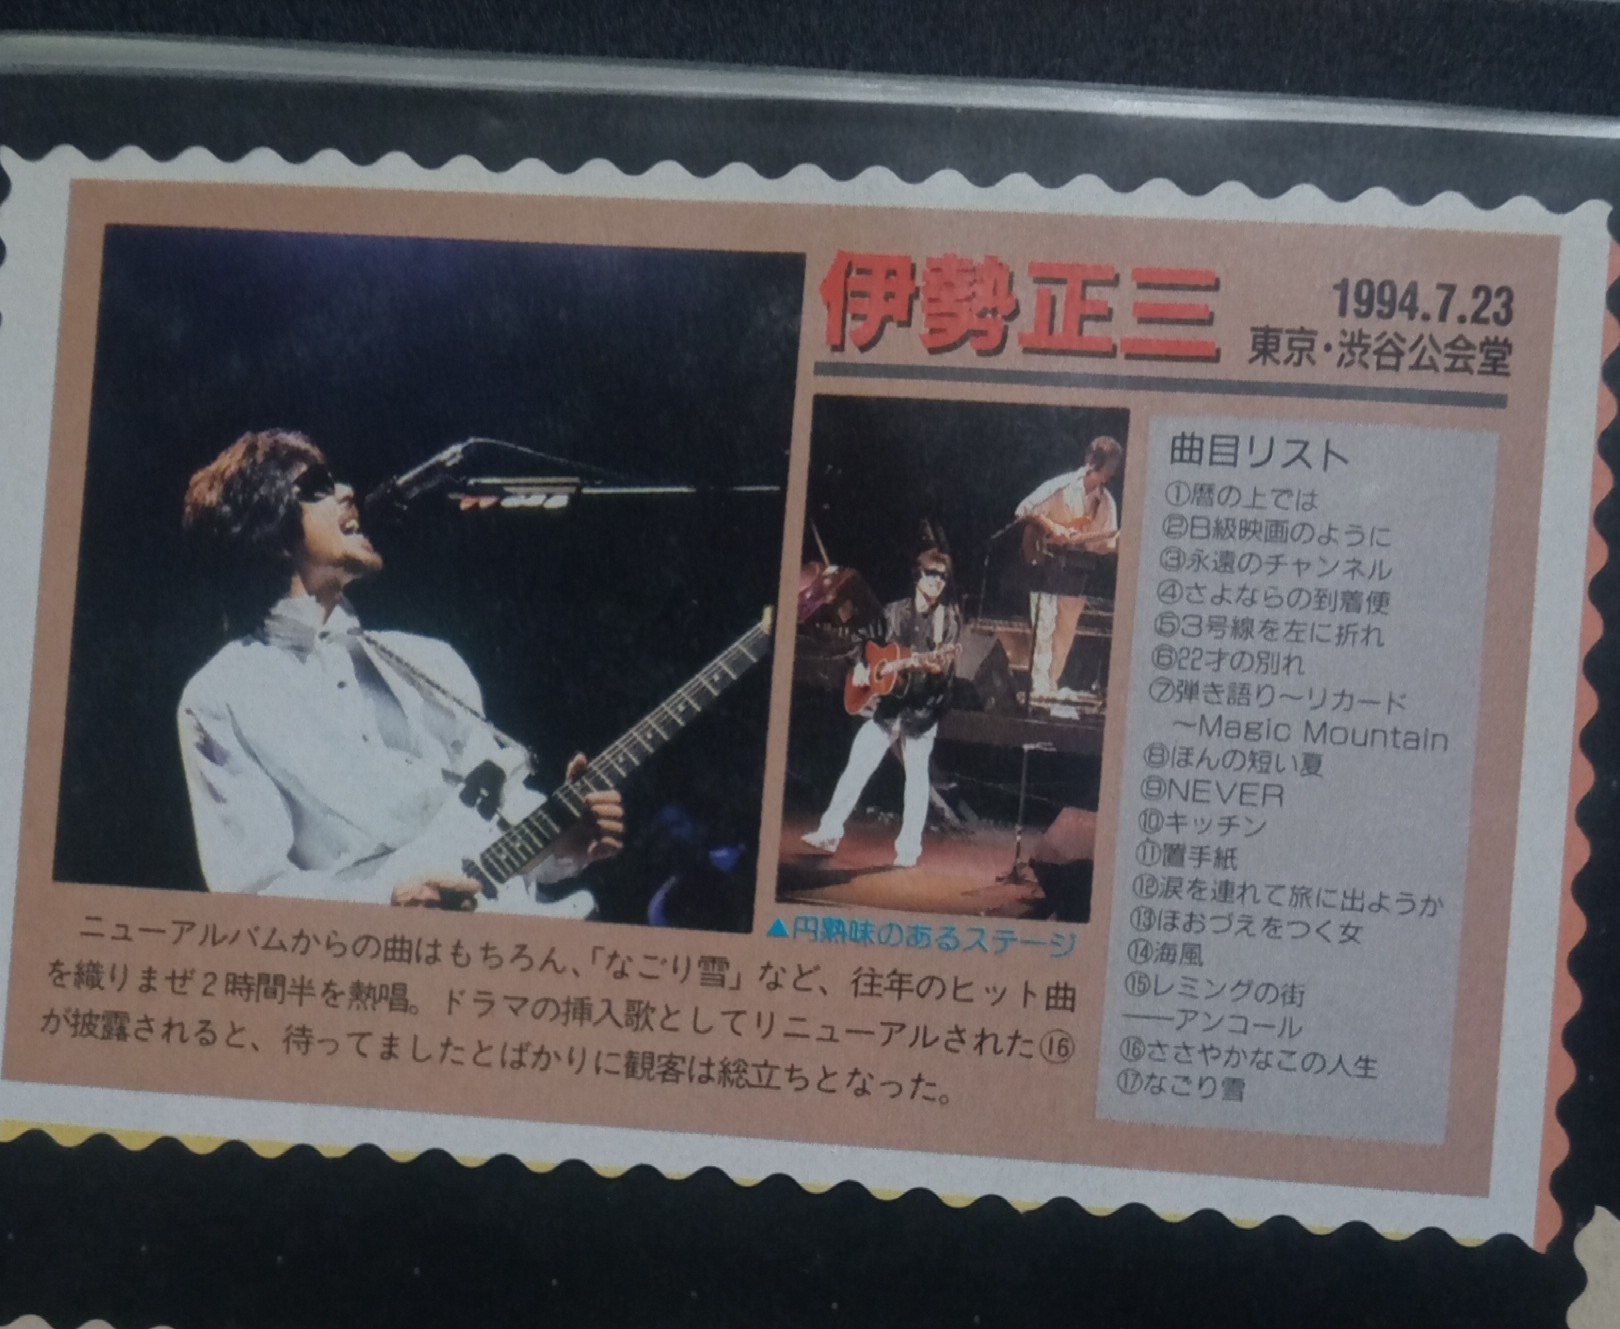 伊勢正三
1994.7.23
東京・渋谷公会堂
曲目リスト
①暦の上では
②B級映画のように
③永遠のチャンネル
④さよならの到着便
⑤3号線を左に折れ
⑥22才の別れ
⑦弾き語り～リカード
～Magic Mountain
⑧ほんの短い夏
⑨NEVER
⑩キッチン
⑪置手紙
⑫涙を連れて旅に出ようか
⑬ほおづえをつく女
⑭海風
⑮レミングの街
――アンコール
⑯ささやかなこの人生
⑰なごり雪
▲円熟味のあるステージ
ニューアルバムからの曲はもちろん、「なごり雪」など、往年のヒット曲
を織りまぜ2時間半を熱唱。ドラマの挿入歌としてリニューアルされた⑯
が披露されると、待ってましたとばかりに観客は総立ちとなった。